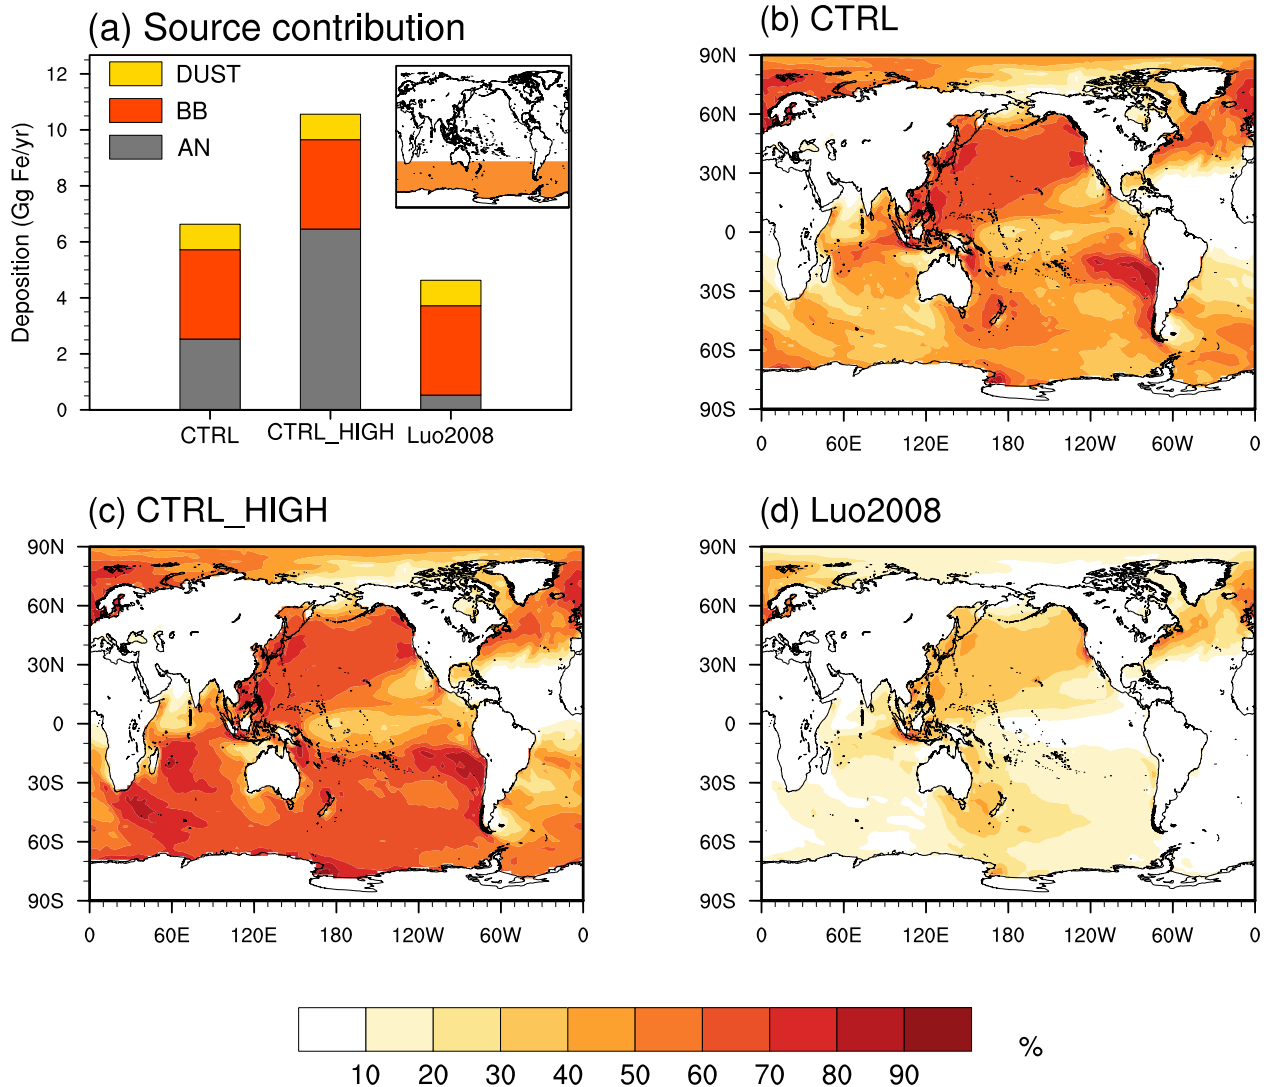 (a) Source contribution
Deposition (Gg Fe/yr)
12
10
8
6
4
2
0
DUST
BB
AN
CTRL
CTRL_HIGH
Luo2008
(b) CTRL
90N
60N
30N
0
30S
60S
90S
0 60E 120E 180 120W 60W 0
(c) CTRL_HIGH
90N
60N
30N
0
30S
60S
90S
0 60E 120E 180 120W 60W 0
(d) Luo2008
90N
60N
30N
0
30S
60S
90S
0 60E 120E 180 120W 60W 0
10 20 30 40 50 60 70 80 90
%